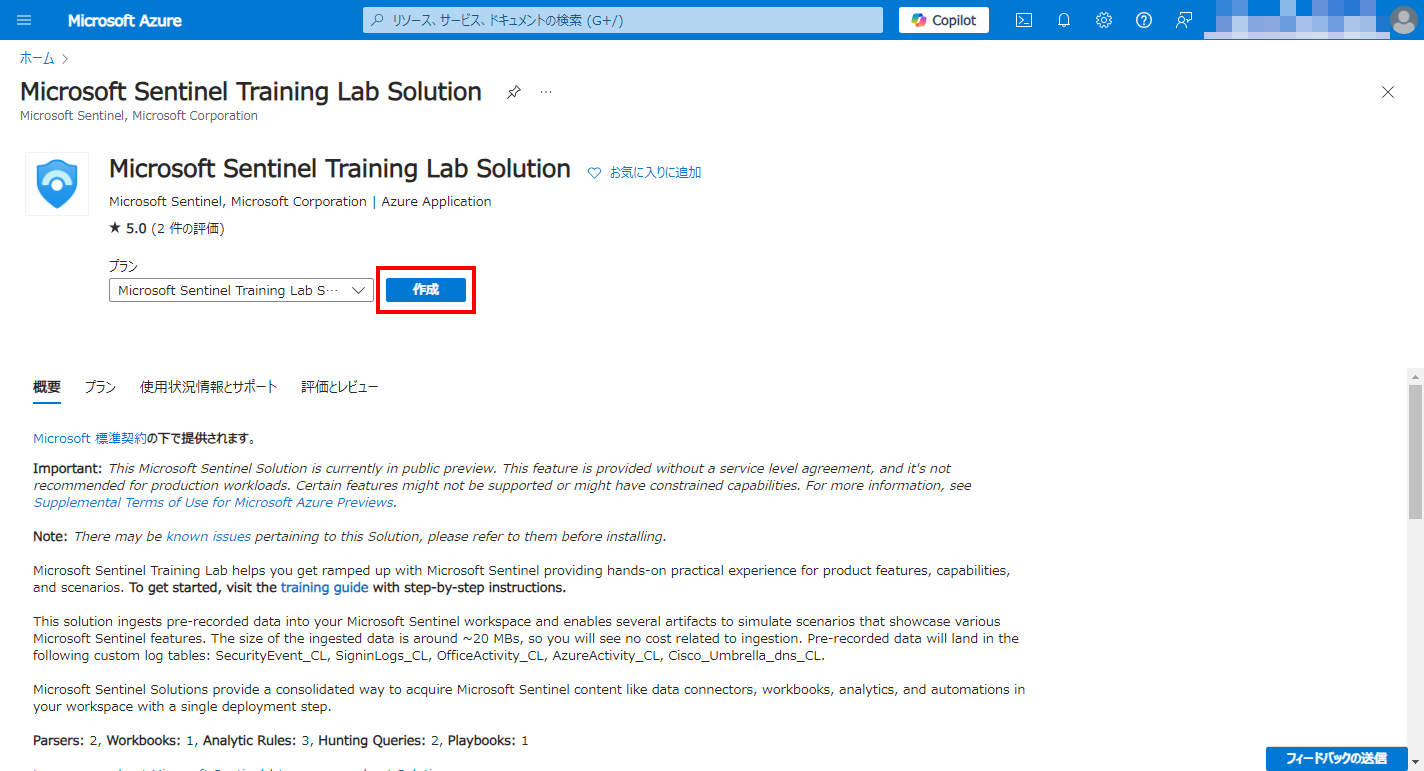 Microsoft Azure
リソース、サービス、ドキュメントの検索 (G+/)
Copilot
ホーム
Microsoft Sentinel Training Lab Solution
Microsoft Sentinel, Microsoft Corporation
Microsoft Sentinel Training Lab Solution
お気に入りに追加
Microsoft Sentinel, Microsoft Corporation | Azure Application
★ 5.0 (2 件の評価)
プラン
Microsoft Sentinel Training Lab S…
作成
概要 プラン 使用状況情報とサポート 評価とレビュー
Microsoft 標準契約の下で提供されます。
Important: This Microsoft Sentinel Solution is currently in public preview. This feature is provided without a service level agreement, and it's not
recommended for production workloads. Certain features might not be supported or might have constrained capabilities. For more information, see
Supplemental Terms of Use for Microsoft Azure Previews.
Note: There may be known issues pertaining to this Solution, please refer to them before installing.
Microsoft Sentinel Training Lab helps you get ramped up with Microsoft Sentinel providing hands-on practical experience for product features, capabilities,
and scenarios. To get started, visit the training guide with step-by-step instructions.
This solution ingests pre-recorded data into your Microsoft Sentinel workspace and enables several artifacts to simulate scenarios that showcase various
Microsoft Sentinel features. The size of the ingested data is around ~20 MBs, so you will see no cost related to ingestion. Pre-recorded data will land in the
following custom log tables: SecurityEvent_CL, SigninLogs_CL, OfficeActivity_CL, AzureActivity_CL, Cisco_Umbrella_dns_CL.
Microsoft Sentinel Solutions provide a consolidated way to acquire Microsoft Sentinel content like data connectors, workbooks, analytics, and automations in
your workspace with a single deployment step.
Parsers: 2, Workbooks: 1, Analytic Rules: 3, Hunting Queries: 2, Playbooks: 1
フィードバックの送信